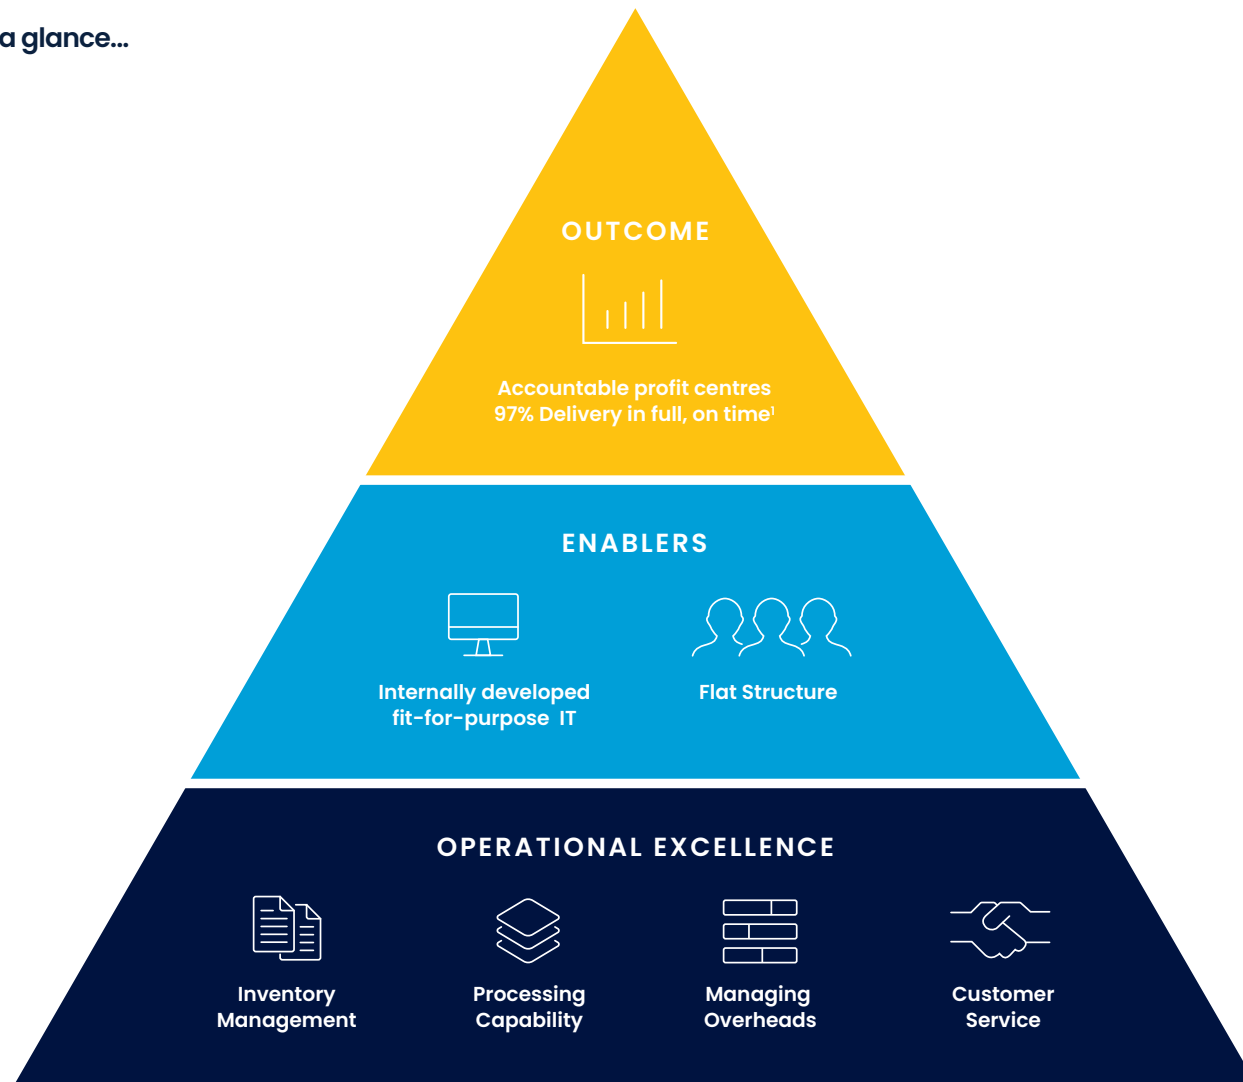 a glance...
OUTCOME
Accountable profit centres
97% Delivery in full, on time¹
ENABLERS
Internally developed
fit-for-purpose IT
Flat Structure
OPERATIONAL EXCELLENCE
Inventory
Management
Processing
Capability
Managing
Overheads
Customer
Service